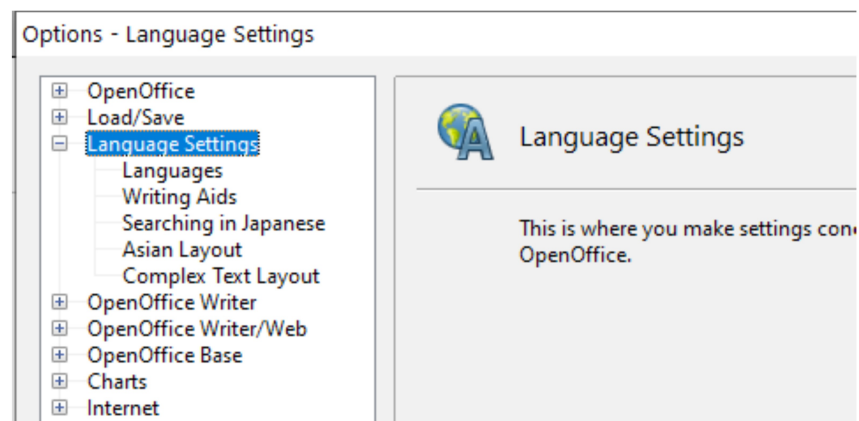 Options - Language Settings
OpenOffice
Load/Save
Language Settings
Languages
Writing Aids
Searching in Japanese
Asian Layout
Complex Text Layout
OpenOffice Writer
OpenOffice Writer/Web
OpenOffice Base
Charts
Internet
Language Settings
This is where you make settings
OpenOffice.